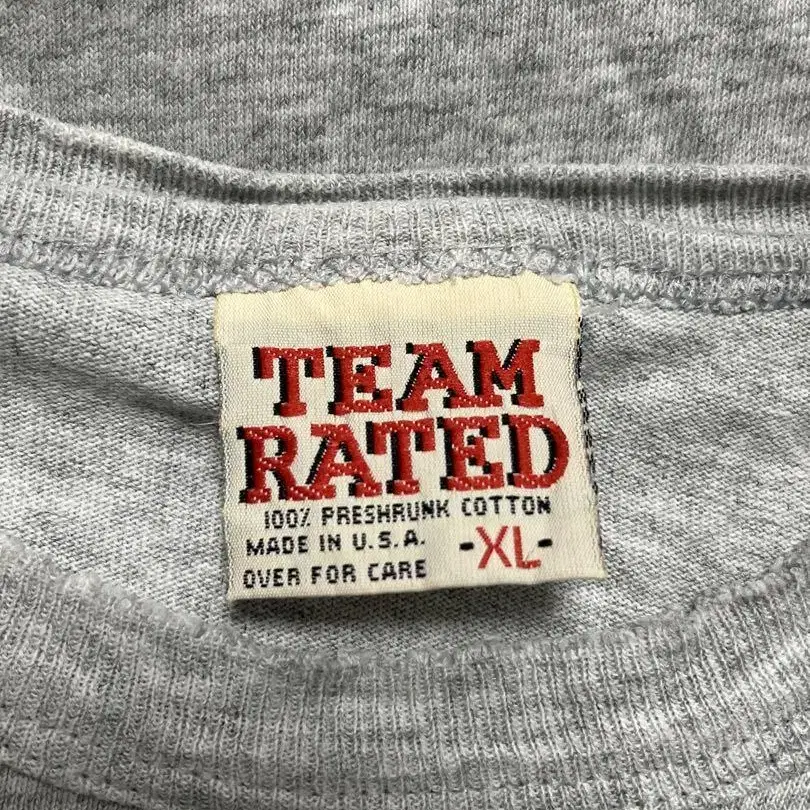 TEAM
RATED
100% PRESHRUNK COTTON
MADE IN U.S.A. -XL-
OVER FOR CARE